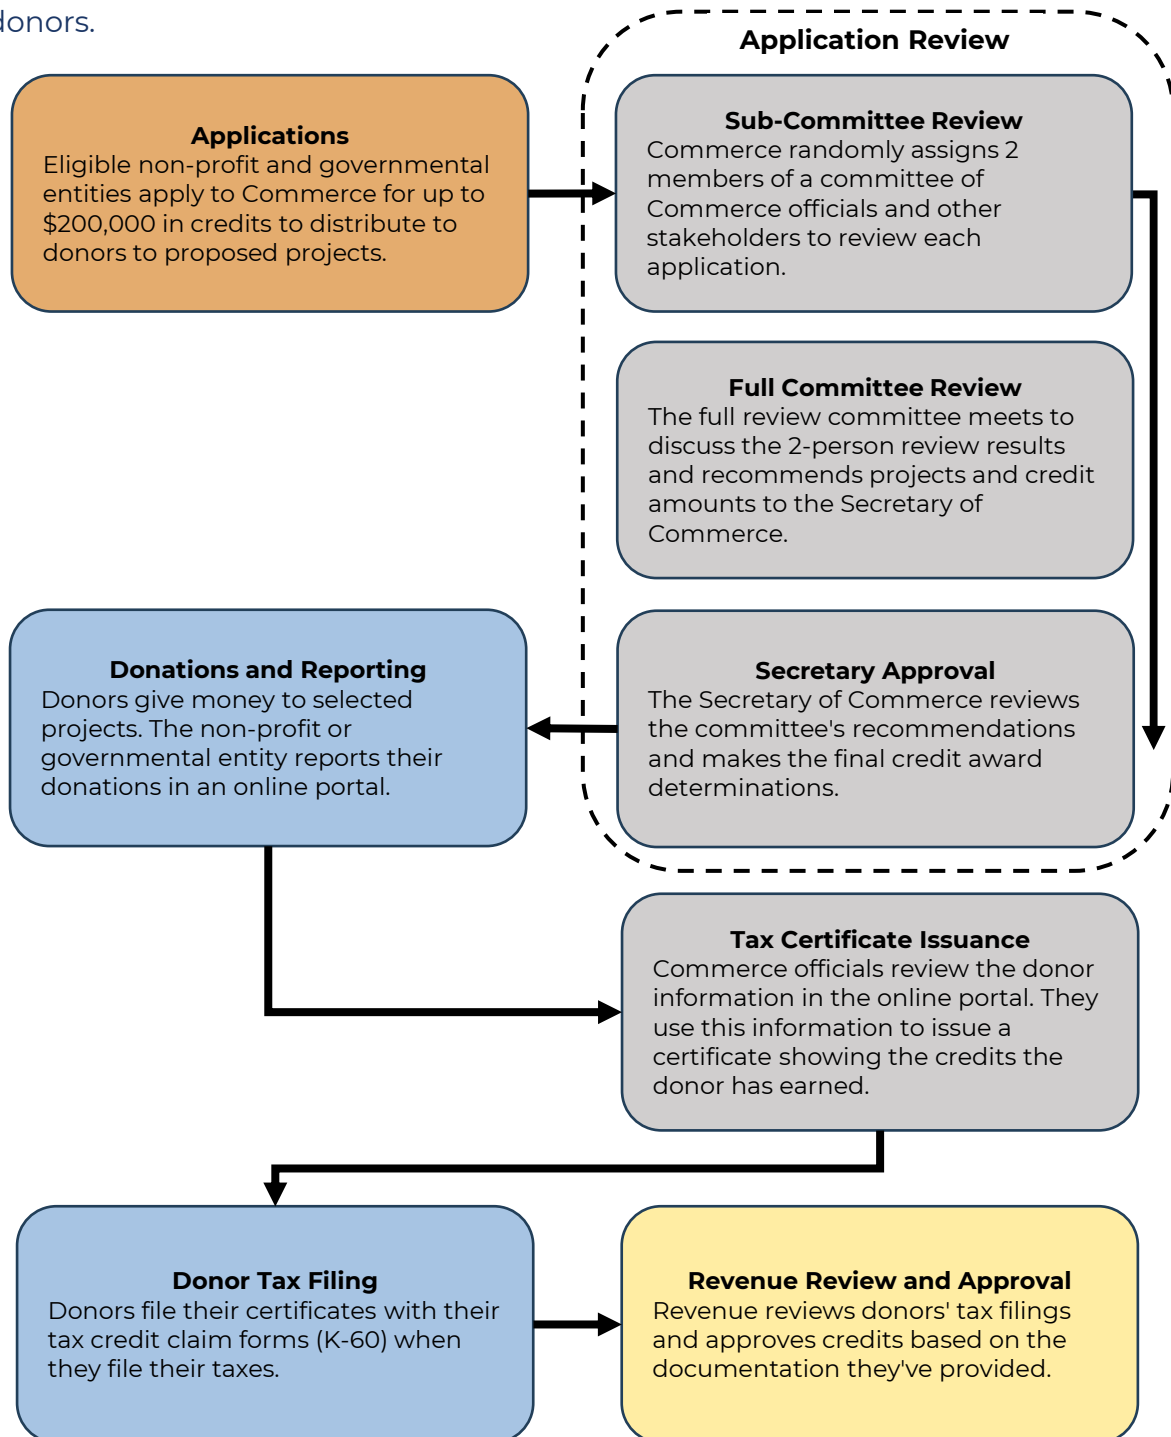 donors.
Application Review
Applications
Eligible non-profit and governmental
entities apply to Commerce for up to
$200,000 in credits to distribute to
donors to proposed projects.
Sub-Committee Review
Commerce randomly assigns 2
members of a committee of
Commerce officials and other
stakeholders to review each
application.
Full Committee Review
The full review committee meets to
discuss the 2-person review results
and recommends projects and credit
amounts to the Secretary of
Commerce.
Secretary Approval
The Secretary of Commerce reviews
the committee's recommendations
and makes the final credit award
determinations.
Donations and Reporting
Donors give money to selected
projects. The non-profit or
governmental entity reports their
donations in an online portal.
Tax Certificate Issuance
Commerce officials review the donor
information in the online portal. They
use this information to issue a
certificate showing the credits the
donor has earned.
Donor Tax Filing
Donors file their certificates with their
tax credit claim forms (K-60) when
they file their taxes.
Revenue Review and Approval
Revenue reviews donors' tax filings
and approves credits based on the
documentation they've provided.